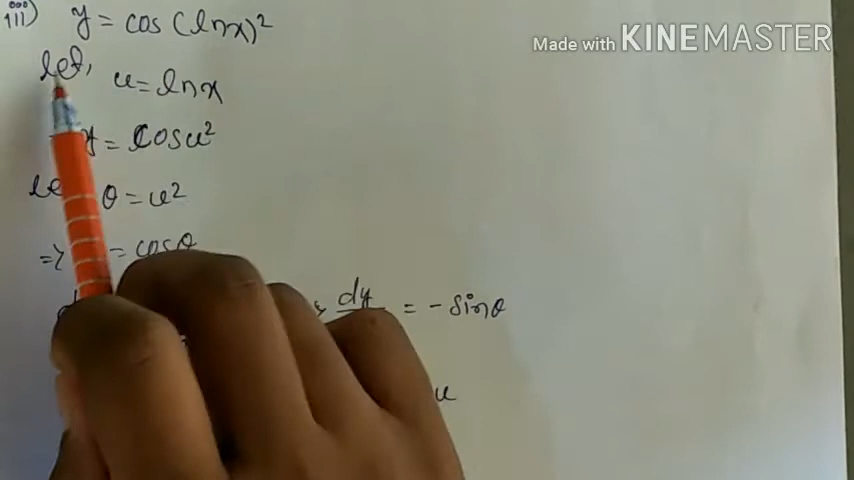 iii) y = cos (lnx)²
Made with KINEMASTER
let, u = lnx
y = cosu²
θ = u²
=> = cosθ
dy = - sinθ
u